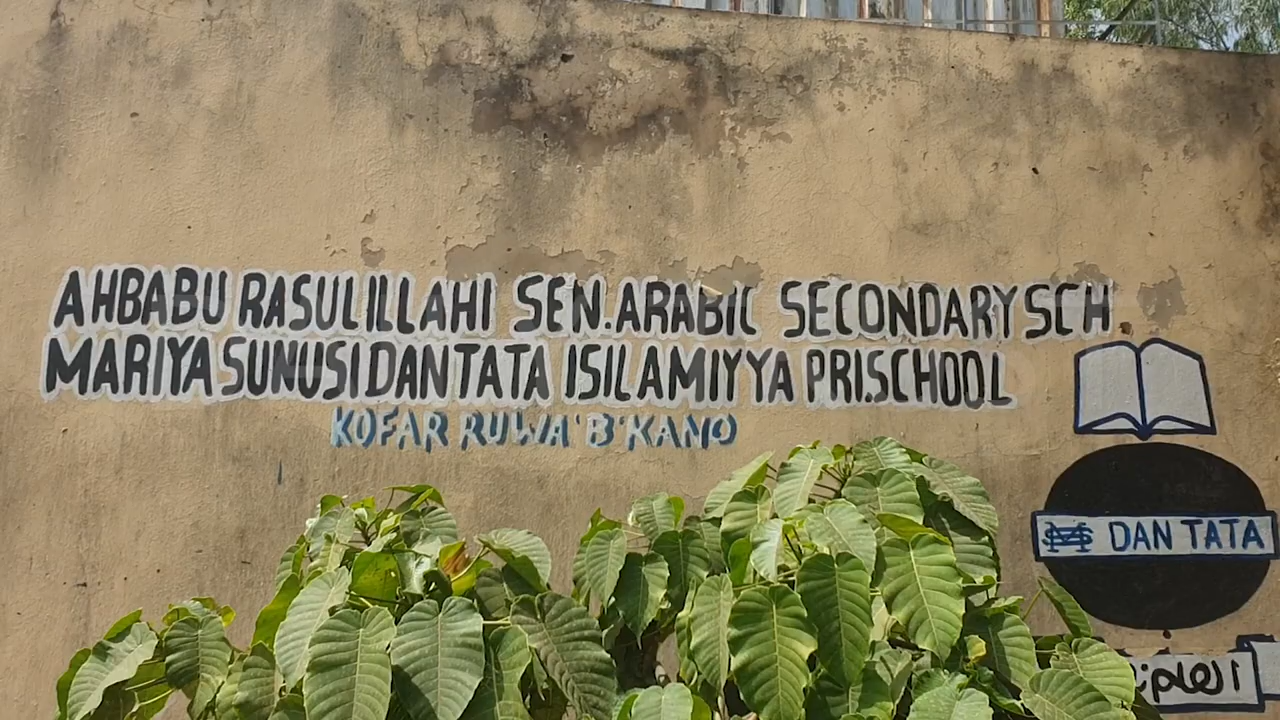 AHBABU RASULILLAHI SEN.ARABIC SECONDARY SCH.
MARIYA SUNUSI DANTATA ISILAMIYYA PRI.SCHOOL
KOFAR RUWA 'B' KANO
DAN TATA